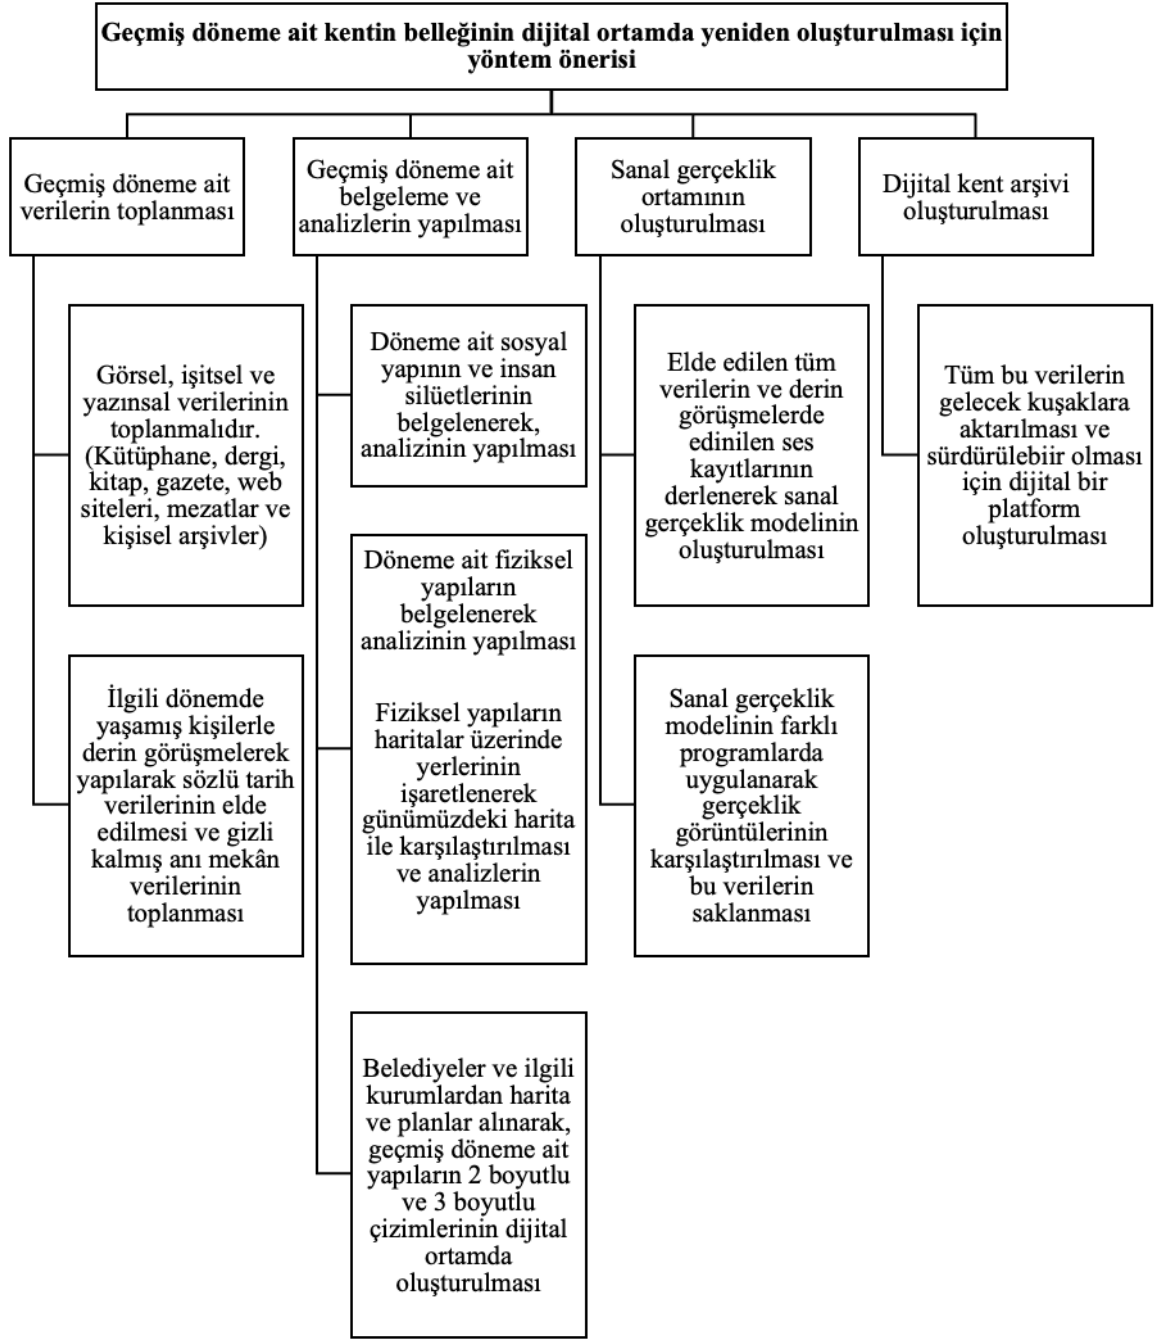 Geçmiş döneme ait kentin belleğinin dijital ortamda yeniden oluşturulması için
yöntem önerisi
Geçmiş döneme ait
verilerin toplanması
Geçmiş döneme ait
belgeleme ve
analizlerin yapılması
Sanal gerçeklik
ortamının
oluşturulması
Dijital kent arşivi
oluşturulması
Görsel, işitsel ve
yazınsal verilerinin
toplanmalıdır.
(Kütüphane, dergi,
kitap, gazete, web
siteleri, mezatlar ve
kişisel arşivler)
İlgili dönemde
yaşamış kişilerle
derin görüşmelerek
yapılarak sözlü tarih
verilerinin elde
edilmesi ve gizli
kalmış anı mekân
verilerinin
toplanması
Döneme ait sosyal
yapının ve insan
silüetlerinin
belgelenerek,
analizinin yapılması
Döneme ait fiziksel
yapıların
belgelenerek
analizinin yapılması
Fiziksel yapıların
haritalar üzerinde
yerlerinin
işaretlenerek
günümüzdeki harita
ile karşılaştırılması
ve analizlerin
yapılması
Belediyeler ve ilgili
kurumlardan harita
ve planlar alınarak,
geçmiş döneme ait
yapıların 2 boyutlu
ve 3 boyutlu
çizimlerinin dijital
ortamda
oluşturulması
Elde edilen tüm
verilerin ve derin
görüşmelerde
edinilen ses
kayıtlarının
derlenerek sanal
gerçeklik modelinin
oluşturulması
Sanal gerçeklik
modelinin farklı
programlarda
uygulanarak
gerçeklik
görüntülerinin
karşılaştırılması ve
bu verilerin
saklanması
Tüm bu verilerin
gelecek kuşaklara
aktarılması ve
sürdürülebiir olması
için dijital bir
platform
oluşturulması